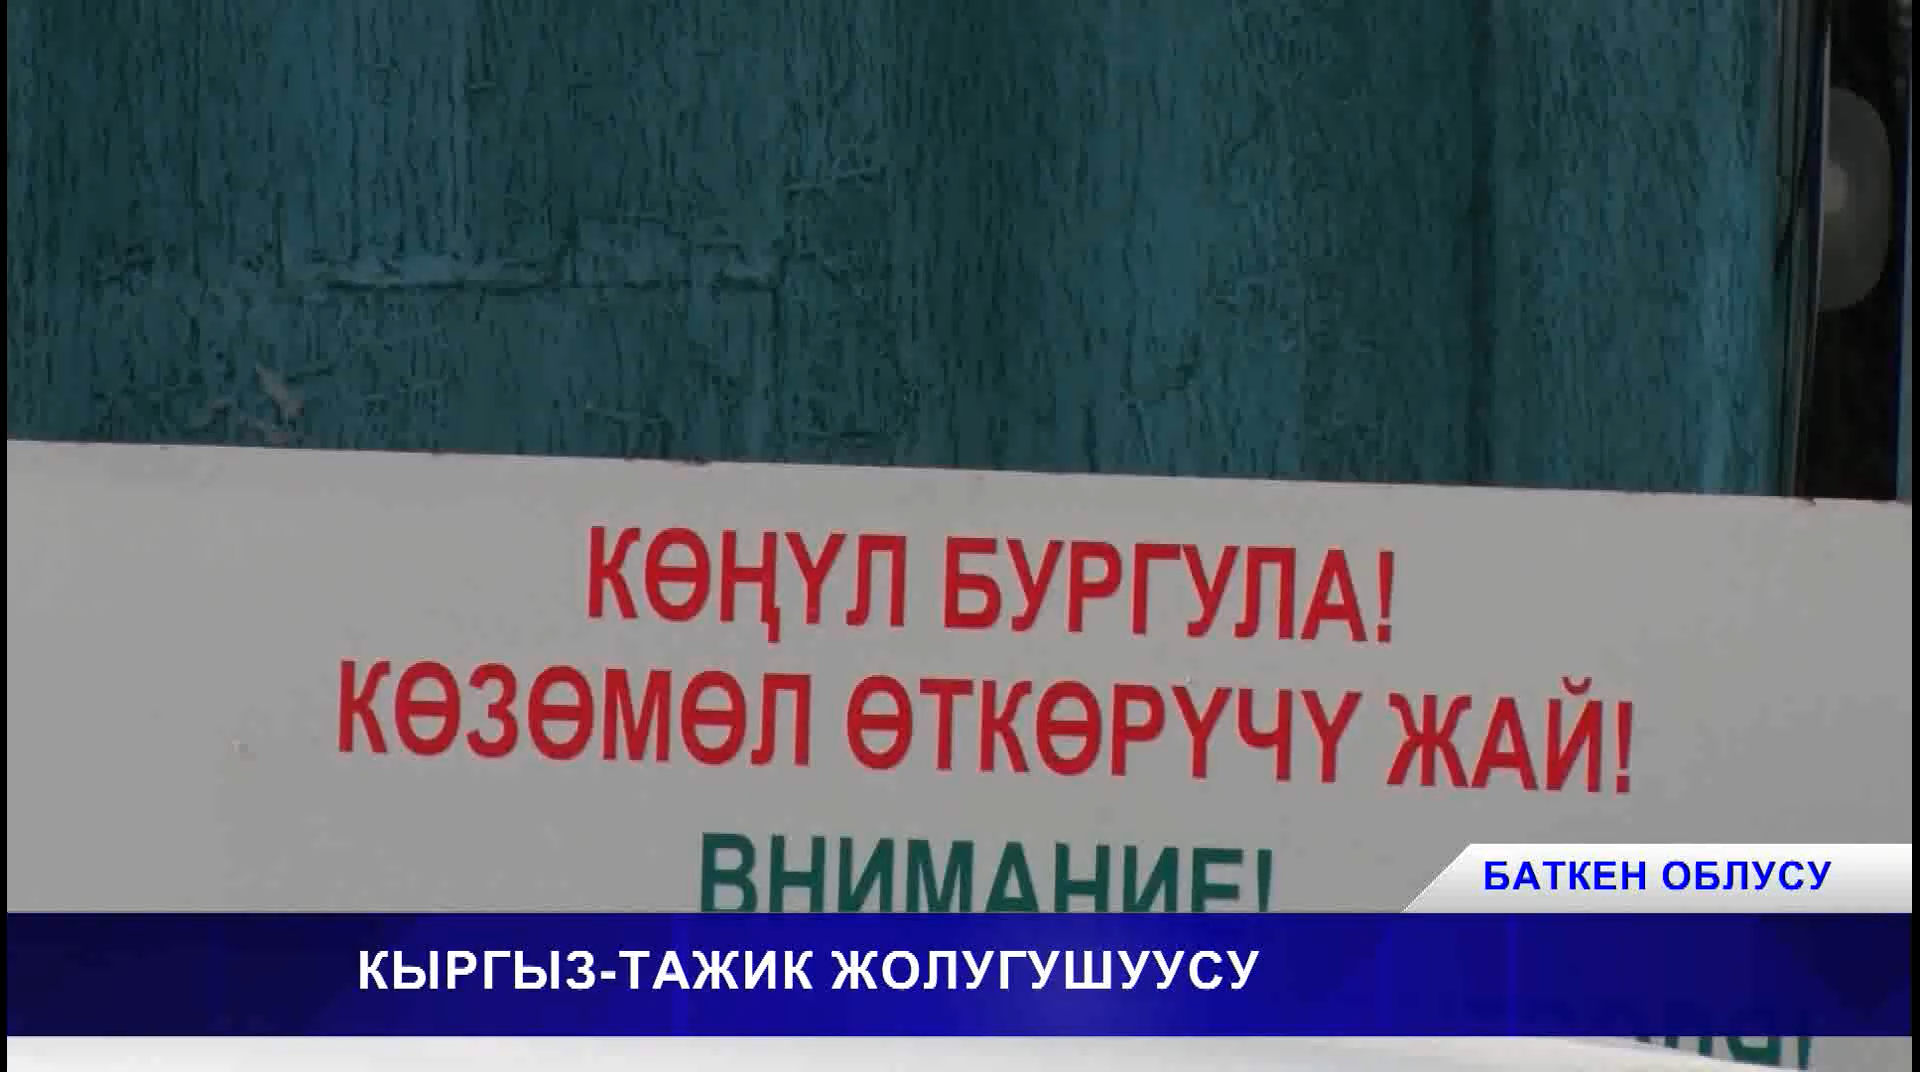 КӨҢҮЛ БУРГУЛА!
КӨЗӨМӨЛ ӨТКӨРҮЧҮ ЖАЙ!
ВНИМАНИЕ!
БАТКЕН ОБЛУСУ
КЫРГЫЗ-ТАЖИК ЖОЛУГУШУУСУ